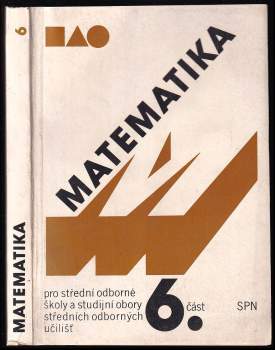 6
MATEMATIKA
MATEMATIKA
pro střední odborné
školy a studijní obory
středních odborných
učilišť
6. část
SPN